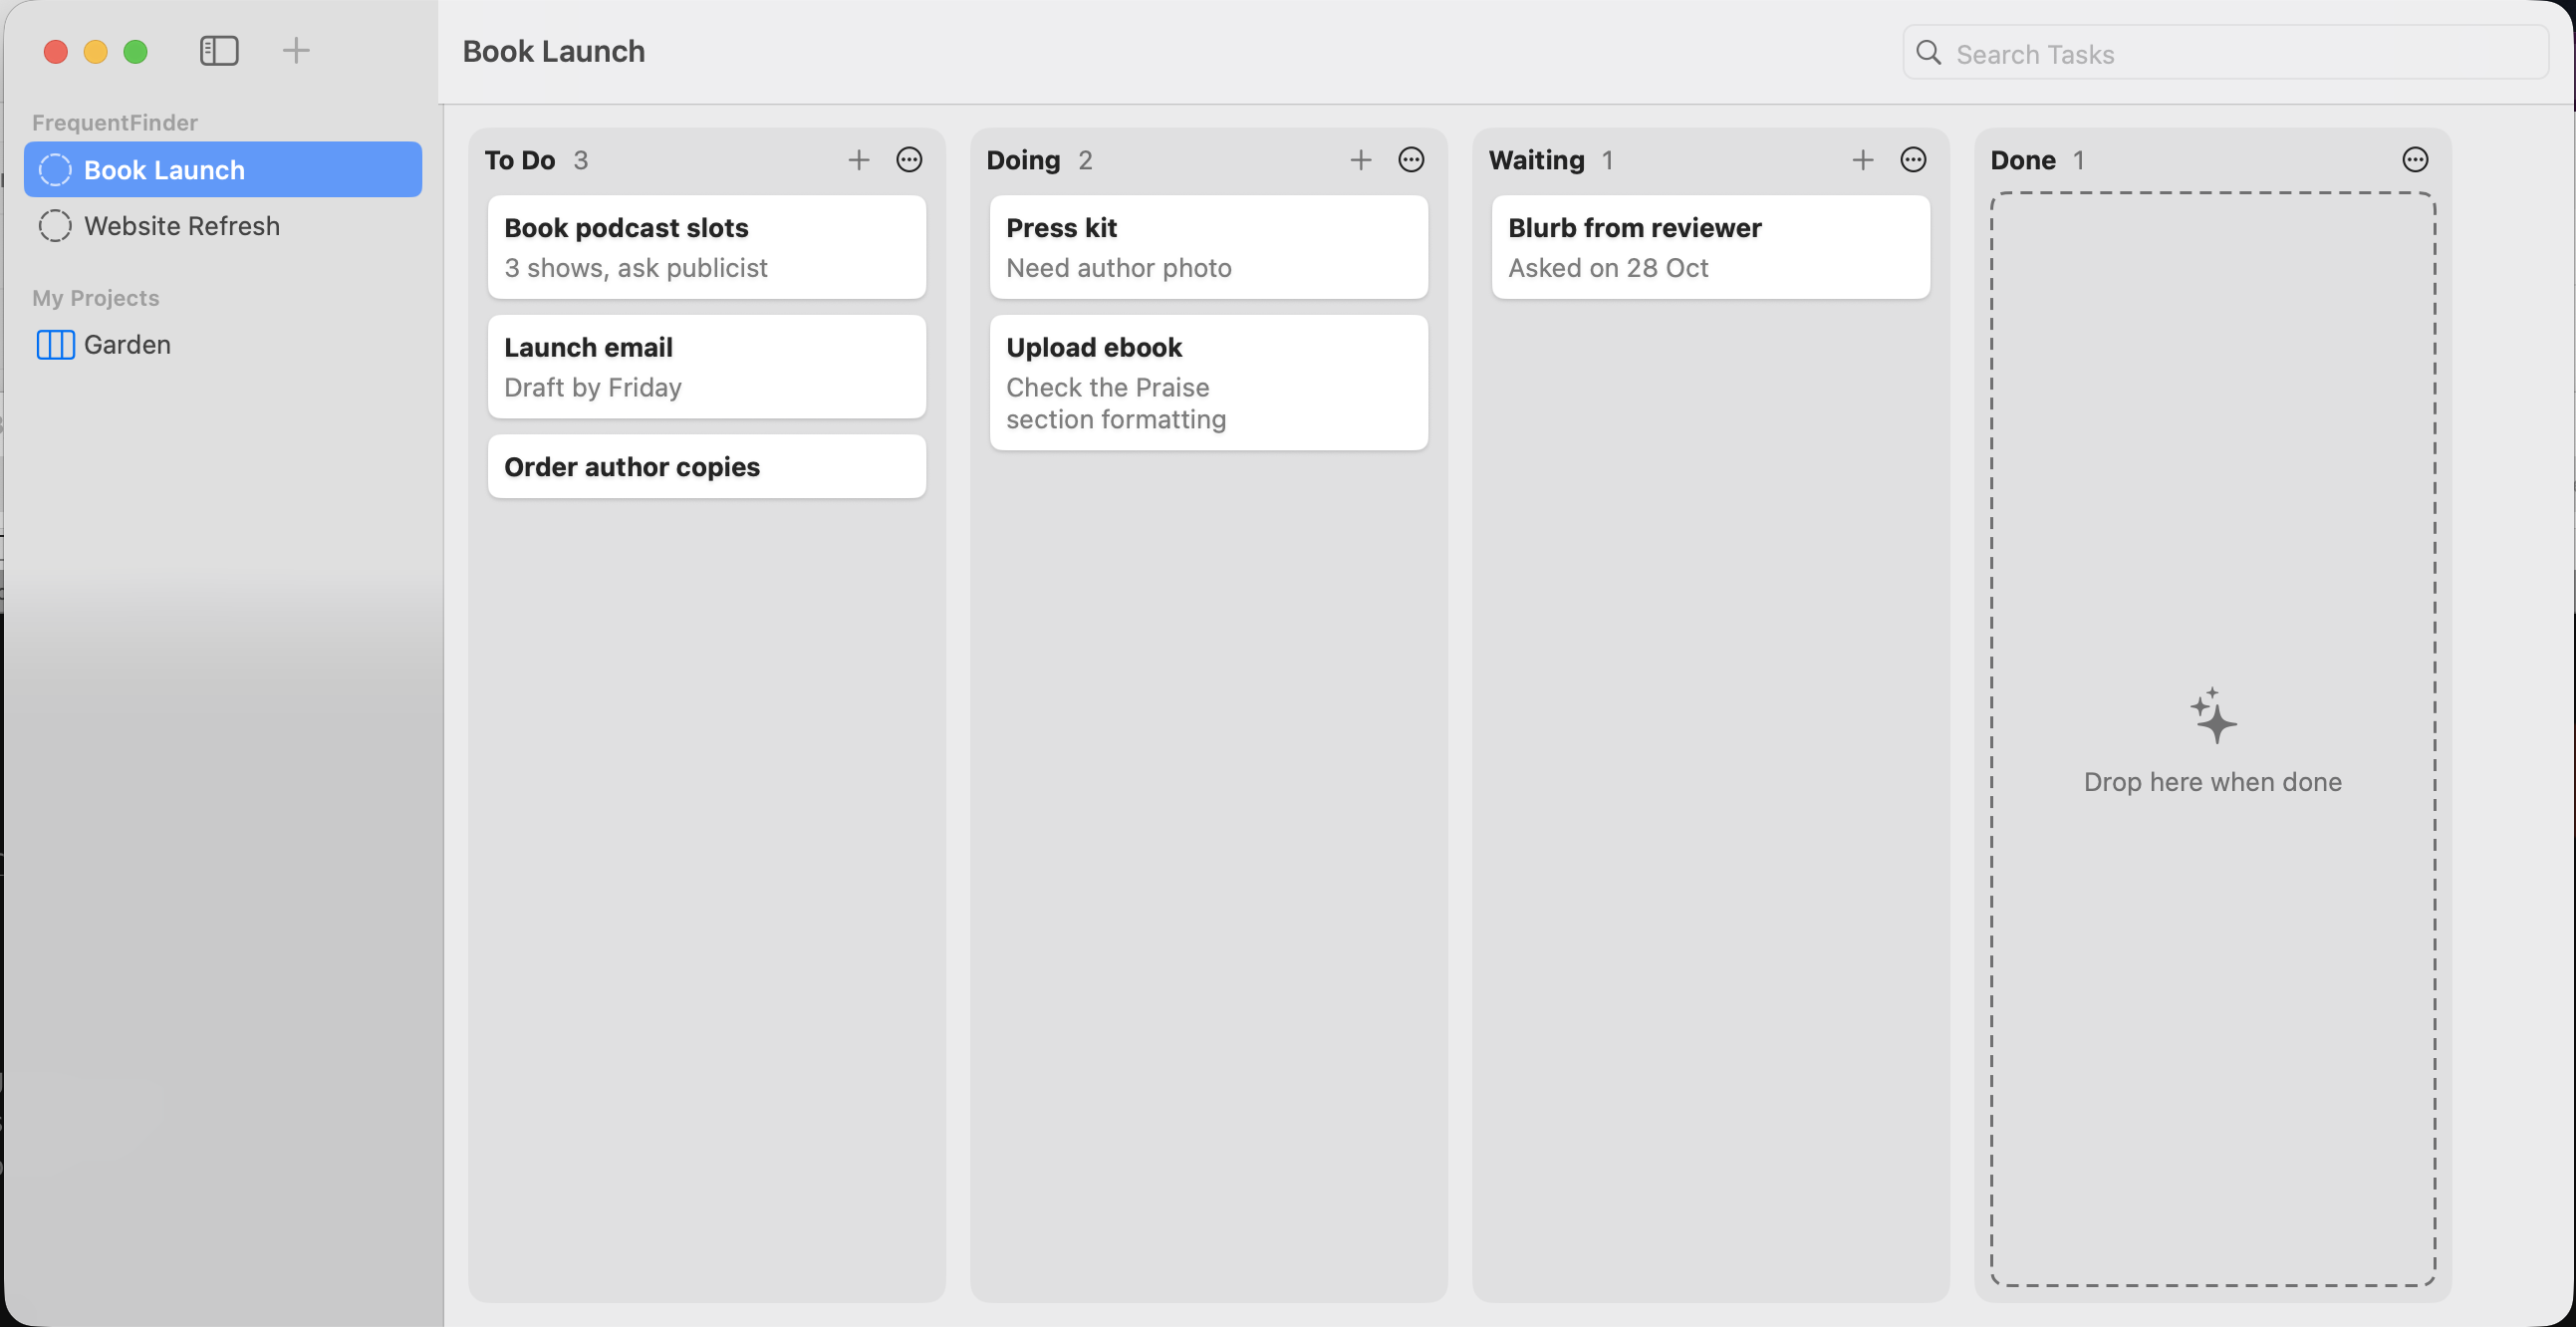 Book Launch
Search Tasks
FrequentFinder
Book Launch
Website Refresh
My Projects
Garden
To Do 3
Book podcast slots
3 shows, ask publicist
Launch email
Draft by Friday
Order author copies
Doing 2
Press kit
Need author photo
Upload ebook
Check the Praise
section formatting
Waiting 1
Blurb from reviewer
Asked on 28 Oct
Done 1
Drop here when done